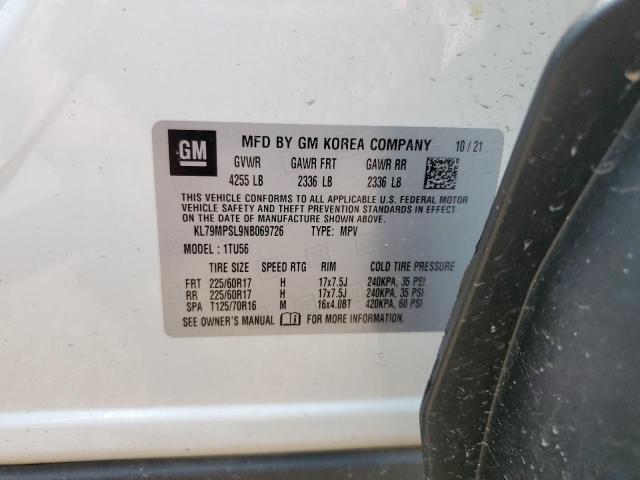 GM
MFD BY GM KOREA COMPANY 10/21
GVWR GAWR FRT GAWR RR
4255 LB 2336 LB 2336 LB
THIS VEHICLE CONFORMS TO ALL APPLICABLE U.S. FEDERAL MOTOR
VEHICLE SAFETY AND THEFT PREVENTION STANDARDS IN EFFECT ON
THE DATE OF MANUFACTURE SHOWN ABOVE.
KL79MPSL9NB069726 TYPE: MPV
MODEL: 1TU56
TIRE SIZE SPEED RTG RIM COLD TIRE PRESSURE
FRT 225/60R17 H 17x7.5J 240KPA, 35 PSI
RR 225/60R17 H 17x7.5J 240KPA, 35 PSI
SPA T125/70R16 M 16x4.0BT 420KPA, 60 PSI
SEE OWNER'S MANUAL FOR MORE INFORMATION